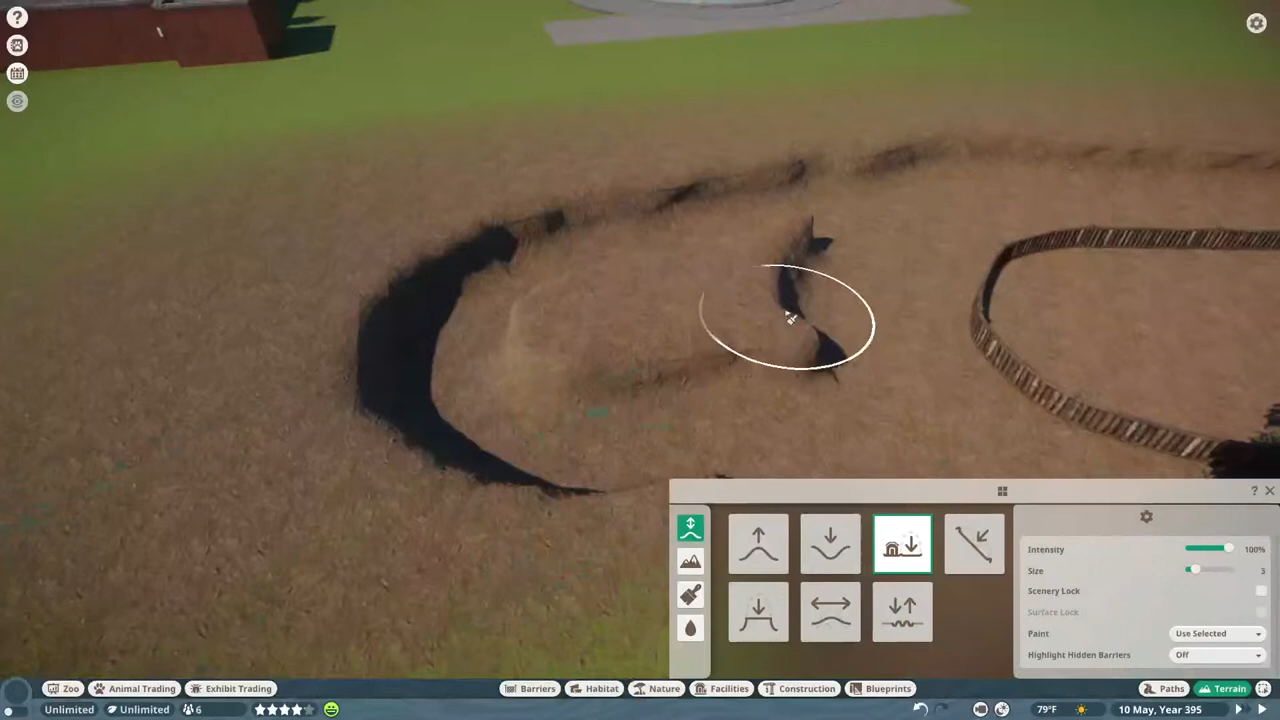 ?
? ×
Intensity 100%
Size 3
Scenery Lock
Surface Lock
Paint Use Selected
Highlight Hidden Barriers Off
Zoo Animal Trading Exhibit Trading Barriers Habitat Nature Facilities Construction Blueprints Paths Terrain
Unlimited Unlimited 6 79°F 10 May, Year 395